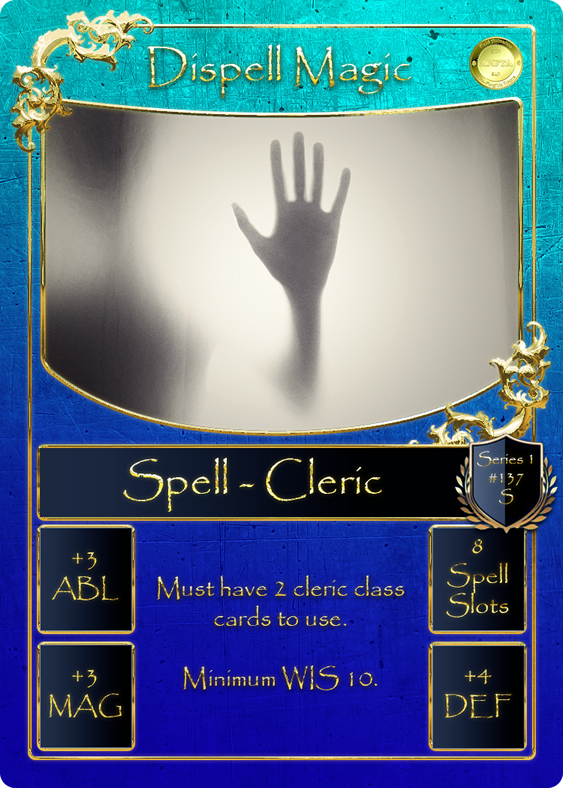 Dispell Magic
Spell - Cleric
Series 1
#137
S
+3
ABL
8
Spell
Slots
Must have 2 cleric class
cards to use.
Minimum WIS 10.
+3
MAG
+4
DEF